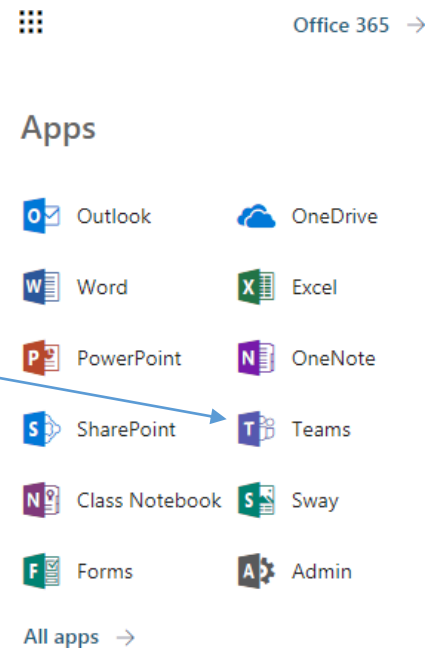 Office 365 →
Apps
Outlook OneDrive
Word Excel
PowerPoint OneNote
SharePoint Teams
Class Notebook Sway
Forms Admin
All apps →